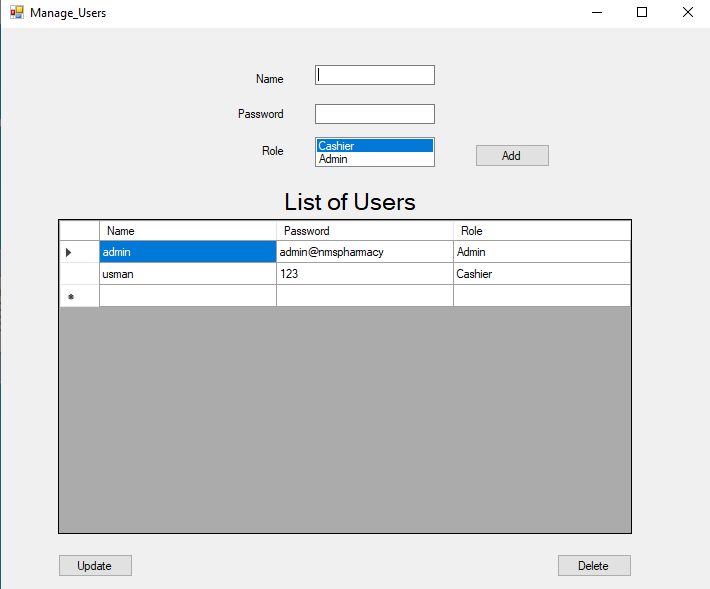 Manage_Users
Name
Password
Role
Cashier
Admin
Add
List of Users
Name Password Role
admin admin@nmspharmacy Admin
usman 123 Cashier
Update Delete